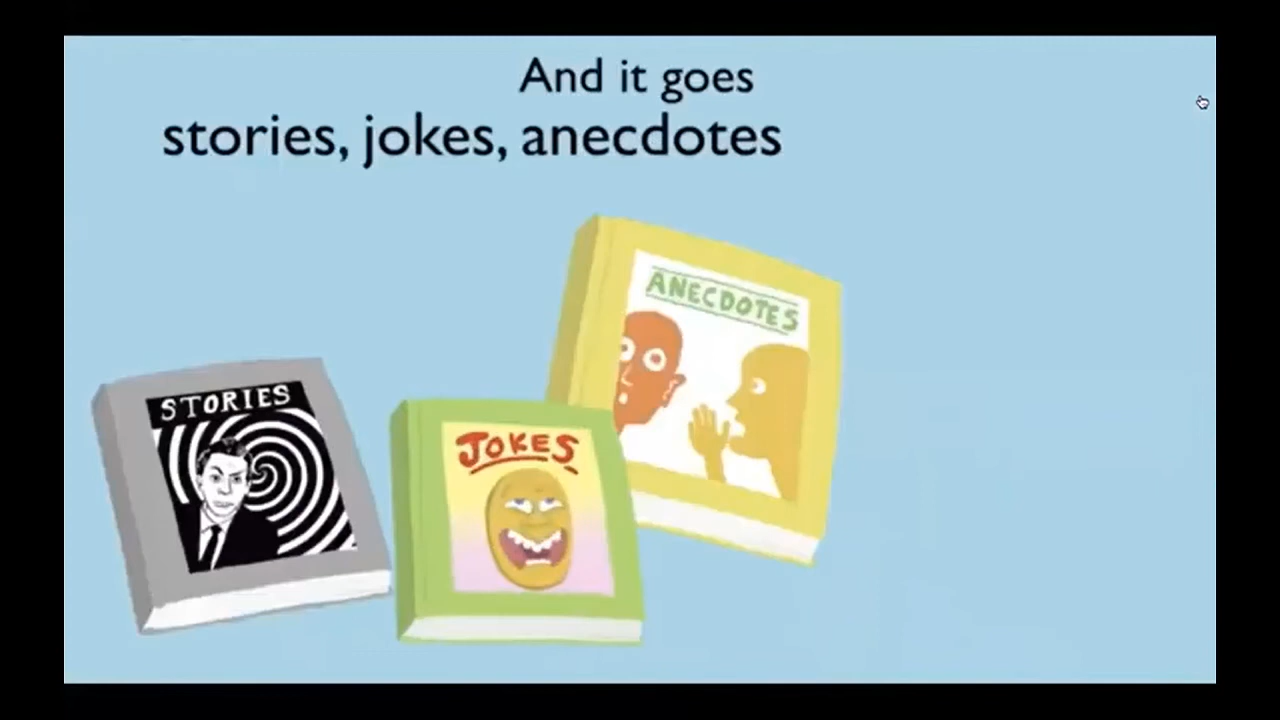 And it goes
stories, jokes, anecdotes
ANECDOTES
STORIES
JOKES